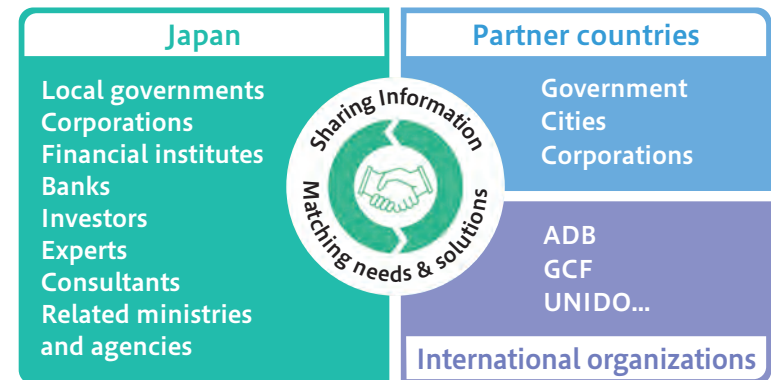 Japan
Local governments
Corporations
Financial institutes
Banks
Investors
Experts
Consultants
Related ministries
and agencies
Sharing Information
Matching needs & solutions
Partner countries
Government
Cities
Corporations
ADB
GCF
UNIDO...
International organizations